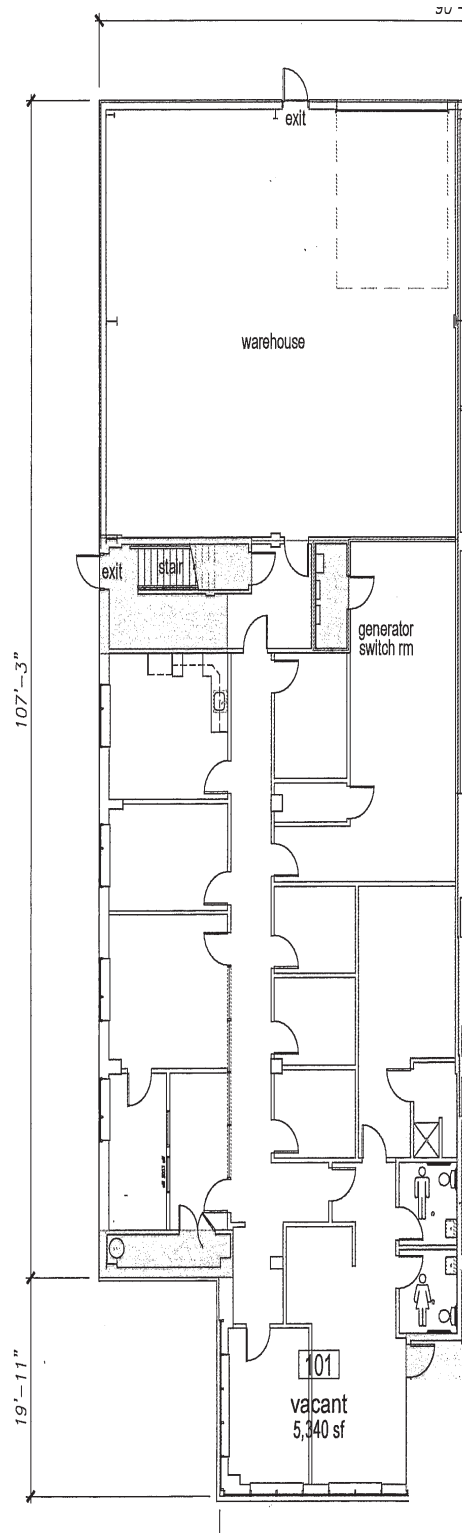 exit
warehouse
exit
stair
generator
switch rm
107'-3"
19'-11"
101
vacant
5,340 sf